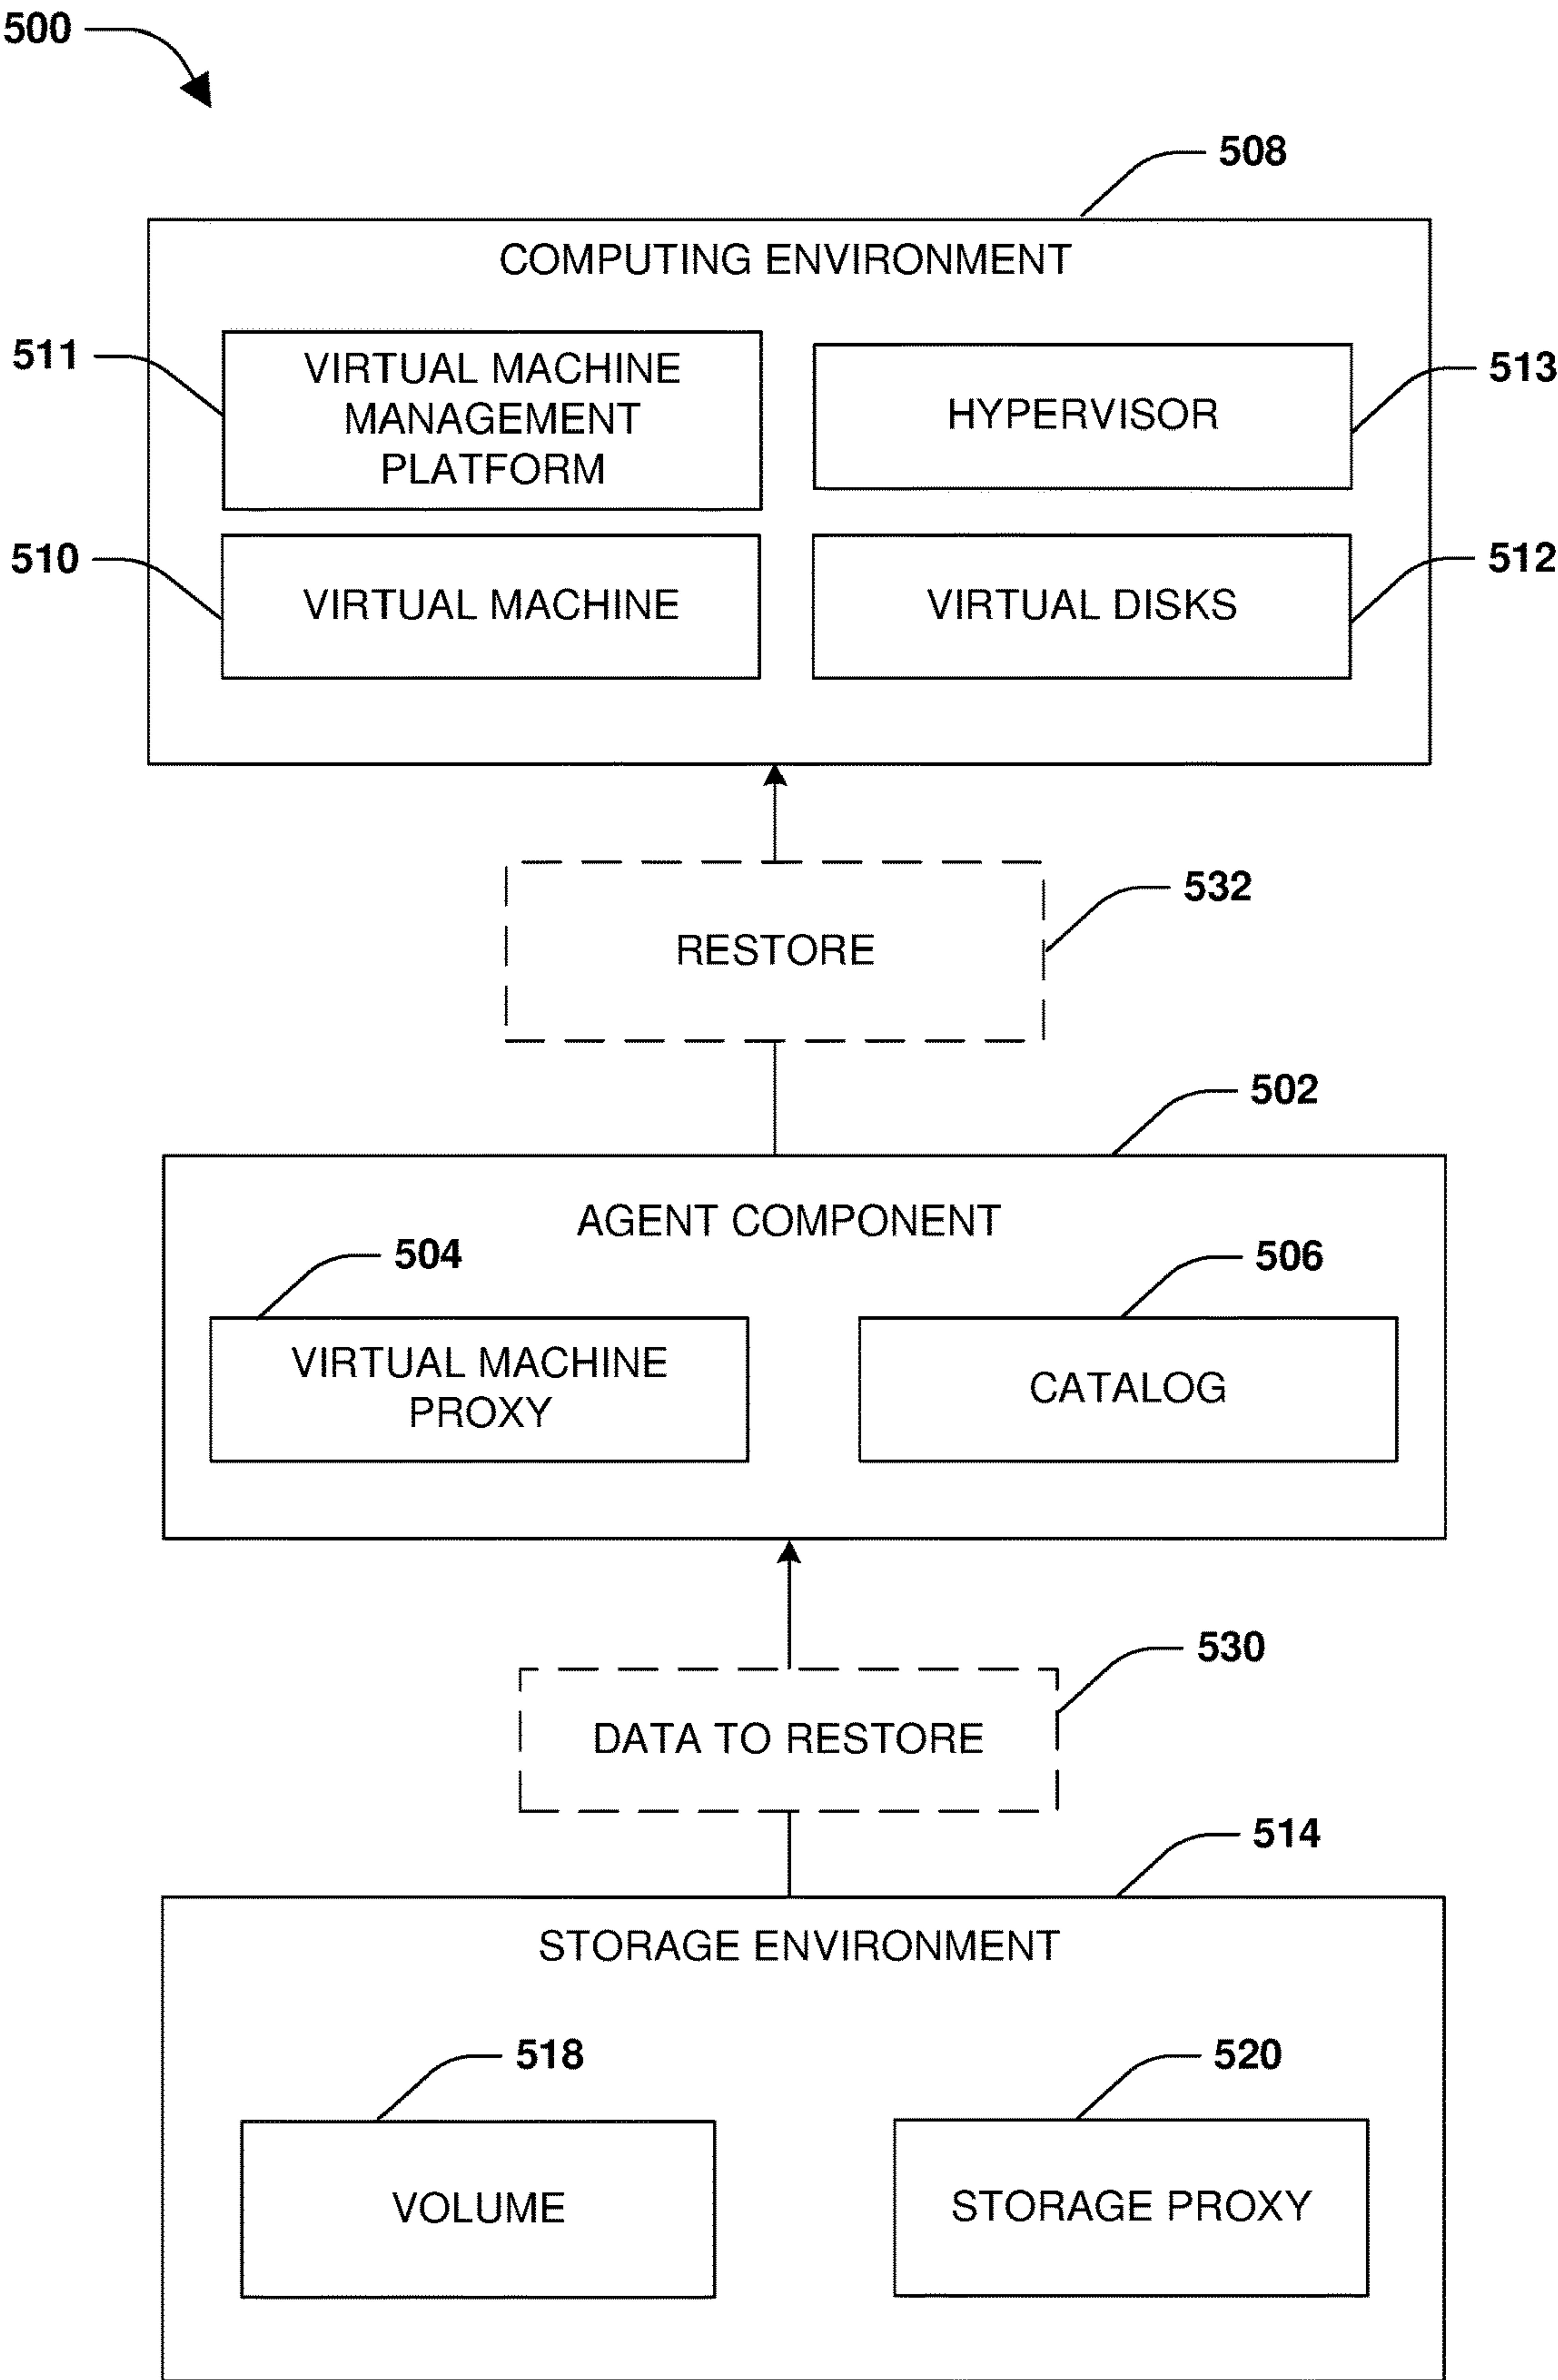 500
508
COMPUTING ENVIRONMENT
511
VIRTUAL MACHINE
MANAGEMENT
PLATFORM
HYPERVISOR
513
510
VIRTUAL MACHINE
VIRTUAL DISKS
512
532
RESTORE
502
AGENT COMPONENT
504
506
VIRTUAL MACHINE
PROXY
CATALOG
530
DATA TO RESTORE
514
STORAGE ENVIRONMENT
518
520
VOLUME
STORAGE PROXY